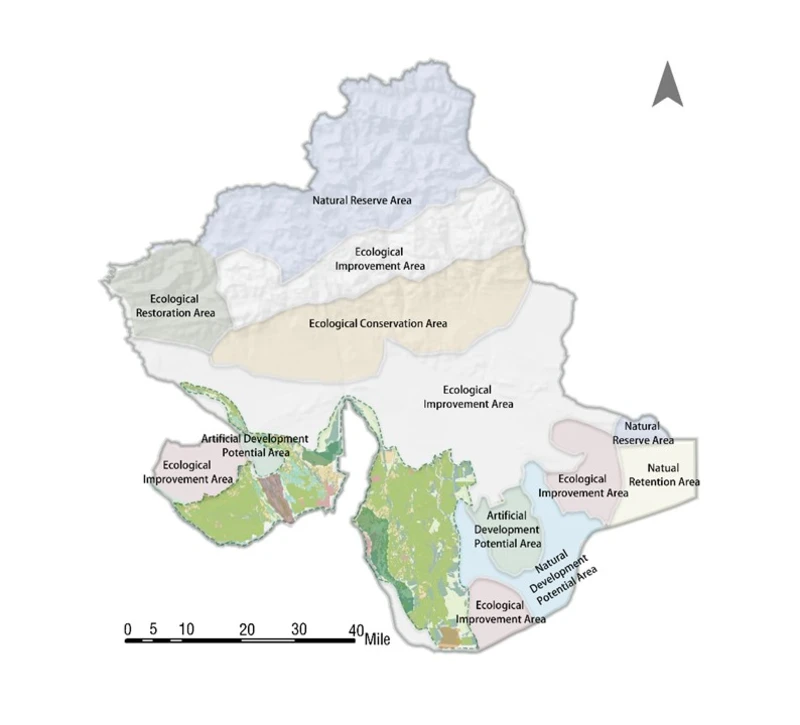 Natural Reserve Area
Ecological
Improvement Area
Ecological
Restoration Area
Ecological Conservation Area
Ecological
Improvement Area
Natural
Reserve Area
Artificial Development
Potential Area
Ecological
Improvement Area
Natual
Retention Area
Ecological
Improvement Area
Artificial
Development
Potential Area
Natural
Development
Potential Area
Ecological
Improvement Area
0 5 10 20 30 40 Mile